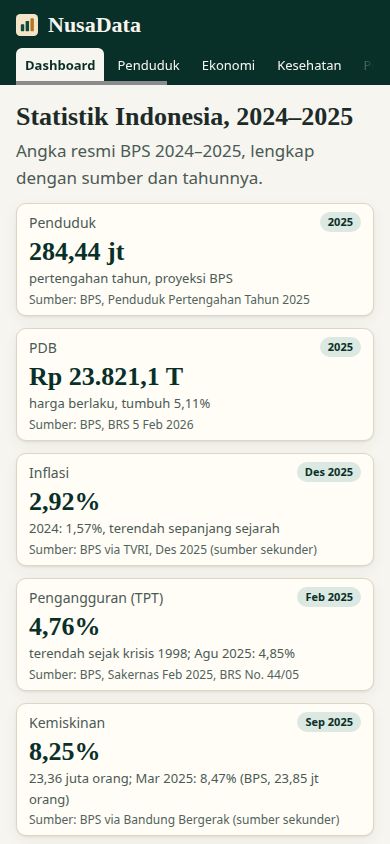 NusaData
Dashboard Penduduk Ekonomi Kesehatan P
Statistik Indonesia, 2024–2025
Angka resmi BPS 2024–2025, lengkap
dengan sumber dan tahunnya.
Penduduk 2025
284,44 jt
pertengahan tahun, proyeksi BPS
Sumber: BPS, Penduduk Pertengahan Tahun 2025
PDB 2025
Rp 23.821,1 T
harga berlaku, tumbuh 5,11%
Sumber: BPS, BRS 5 Feb 2026
Inflasi Des 2025
2,92%
2024: 1,57%, terendah sepanjang sejarah
Sumber: BPS via TVRI, Des 2025 (sumber sekunder)
Pengangguran (TPT) Feb 2025
4,76%
terendah sejak krisis 1998; Agu 2025: 4,85%
Sumber: BPS, Sakernas Feb 2025, BRS No. 44/05
Kemiskinan Sep 2025
8,25%
23,36 juta orang; Mar 2025: 8,47% (BPS, 23,85 jt
orang)
Sumber: BPS via Bandung Bergerak (sumber sekunder)